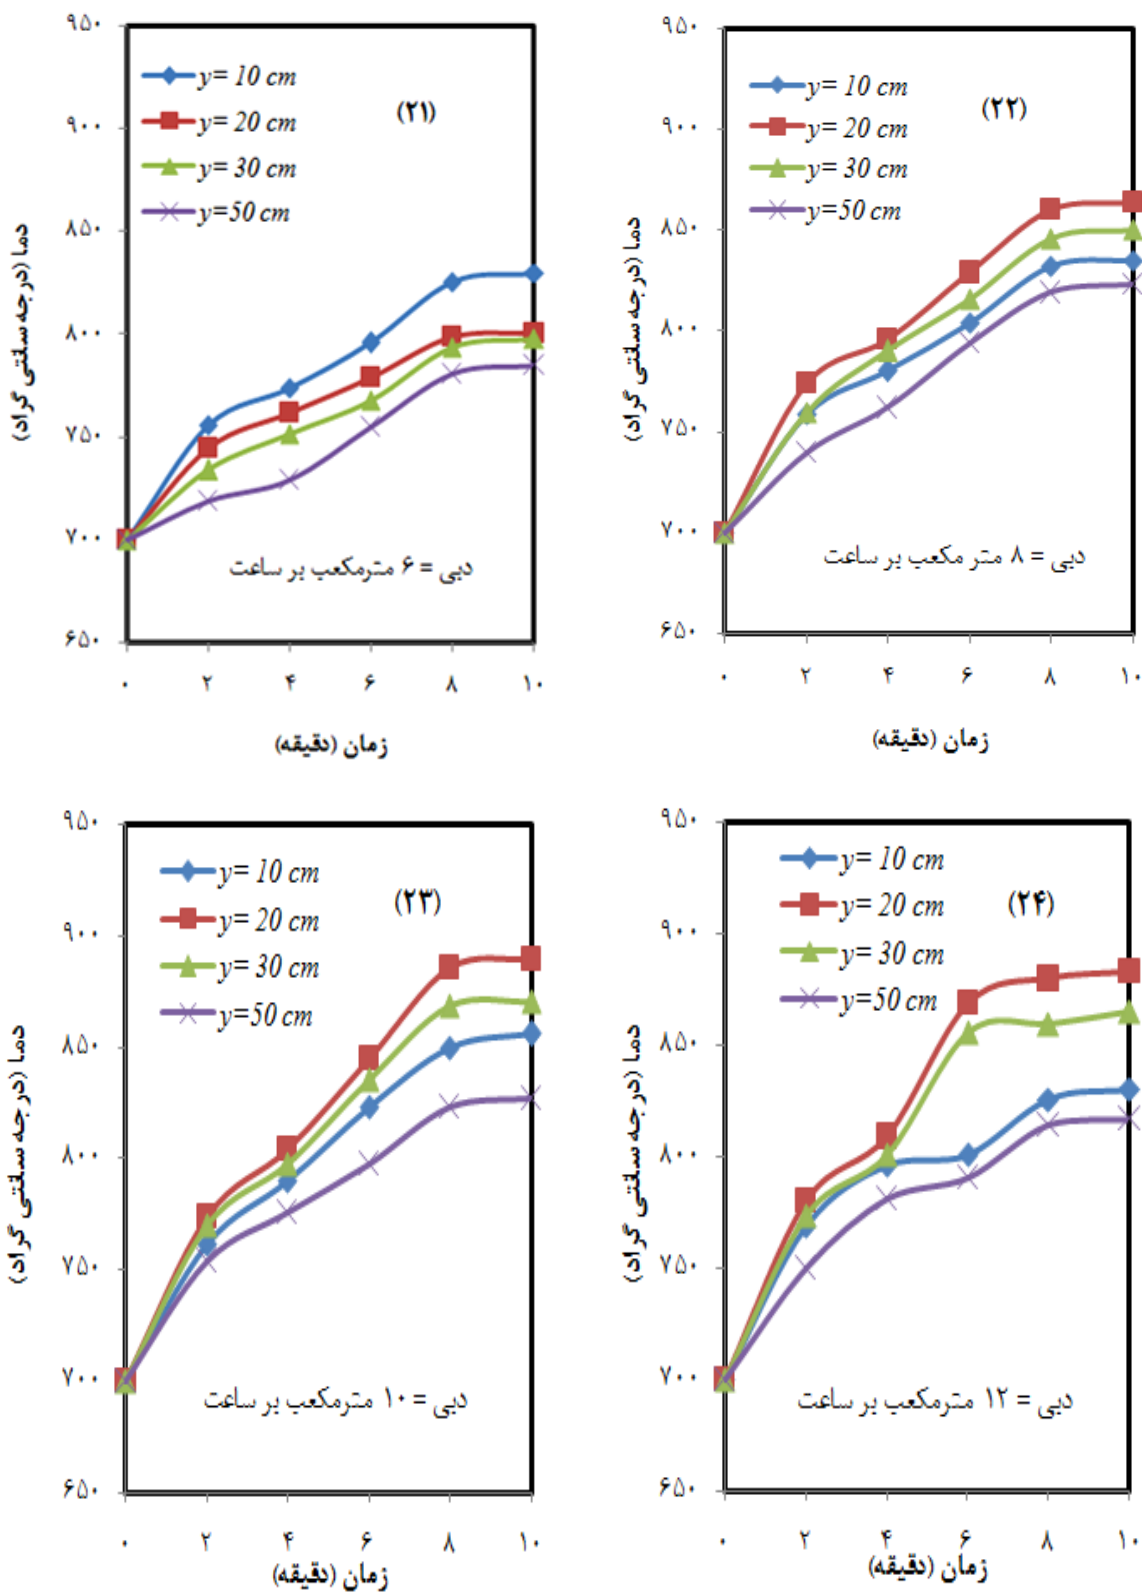 ۹۵۰
۹۰۰
۸۵۰
۸۰۰
۷۵۰
۷۰۰
۶۵۰
دما (درجه سانتی گراد)
y= 10 cm
y= 20 cm
y= 30 cm
y=50 cm
(۲۱)
دبی = ۶ مترمکعب بر ساعت
۰ ۲ ۴ ۶ ۸ ۱۰
زمان (دقیقه)
۹۵۰
۹۰۰
۸۵۰
۸۰۰
۷۵۰
۷۰۰
۶۵۰
دما (درجه سانتی گراد)
y= 10 cm
y= 20 cm
y= 30 cm
y=50 cm
(۲۲)
دبی = ۸ متر مکعب بر ساعت
۰ ۲ ۴ ۶ ۸ ۱۰
زمان (دقیقه)
۹۵۰
۹۰۰
۸۵۰
۸۰۰
۷۵۰
۷۰۰
۶۵۰
دما (درجه سانتی گراد)
y= 10 cm
y= 20 cm
y= 30 cm
y=50 cm
(۲۳)
دبی = ۱۰ مترمکعب بر ساعت
۰ ۲ ۴ ۶ ۸ ۱۰
زمان (دقیقه)
۹۵۰
۹۰۰
۸۵۰
۸۰۰
۷۵۰
۷۰۰
۶۵۰
دما (درجه سانتی گراد)
y= 10 cm
y= 20 cm
y= 30 cm
y=50 cm
(۲۴)
دبی = ۱۲ مترمکعب بر ساعت
۰ ۲ ۴ ۶ ۸ ۱۰
زمان (دقیقه)